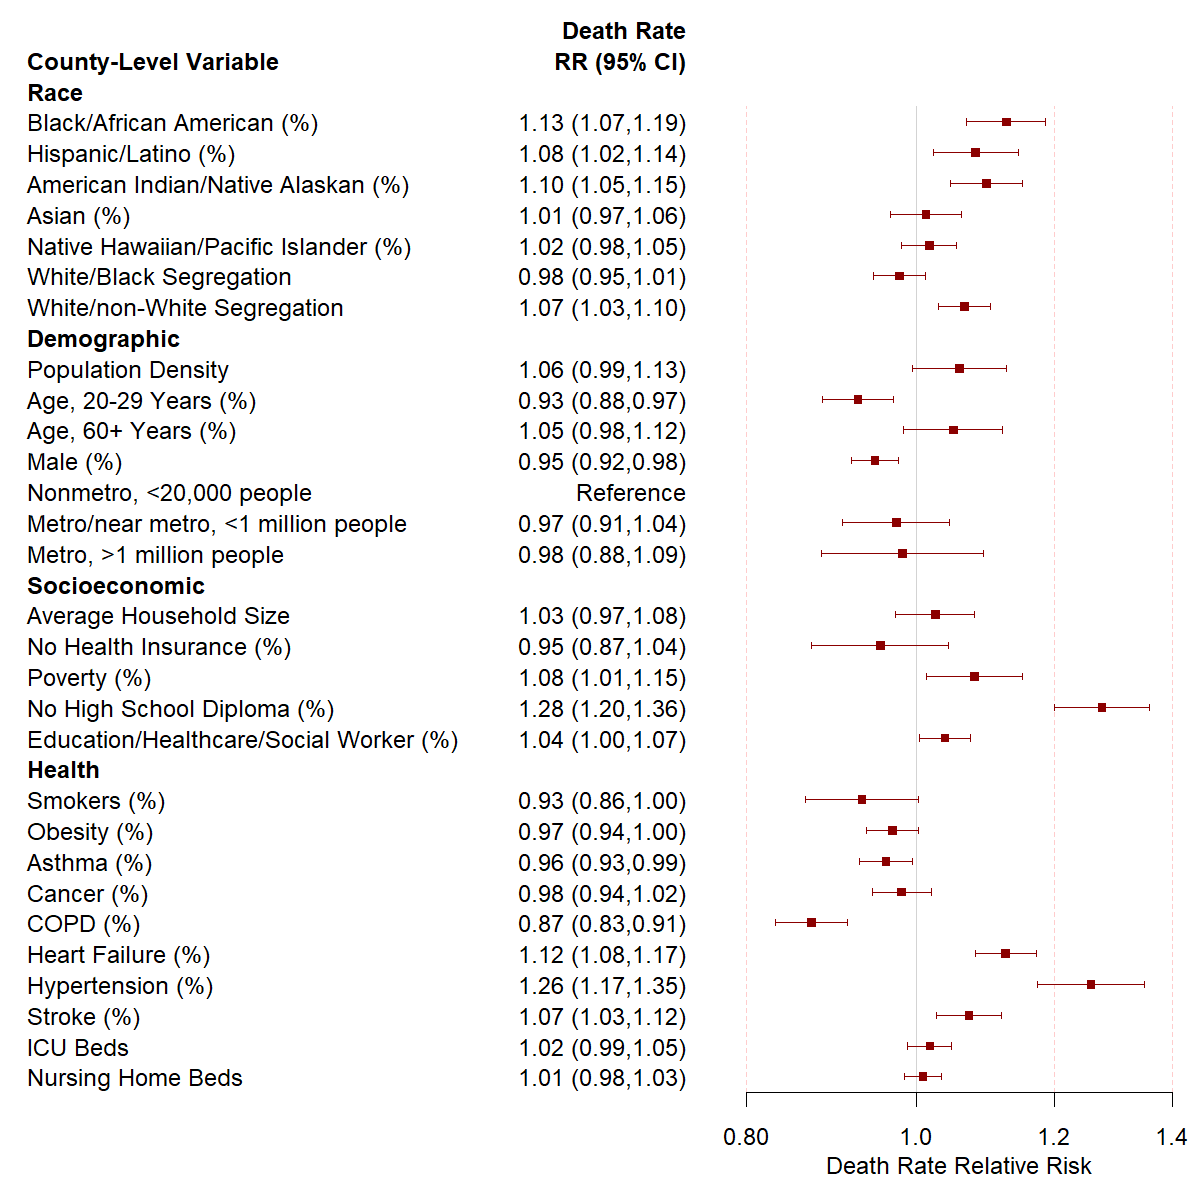 Death Rate
County-Level Variable RR (95% CI)
Race
Black/African American (%) 1.13 (1.07,1.19)
Hispanic/Latino (%) 1.08 (1.02,1.14)
American Indian/Native Alaskan (%) 1.10 (1.05,1.15)
Asian (%) 1.01 (0.97,1.06)
Native Hawaiian/Pacific Islander (%) 1.02 (0.98,1.05)
White/Black Segregation 0.98 (0.95,1.01)
White/non-White Segregation 1.07 (1.03,1.10)
Demographic
Population Density 1.06 (0.99,1.13)
Age, 20-29 Years (%) 0.93 (0.88,0.97)
Age, 60+ Years (%) 1.05 (0.98,1.12)
Male (%) 0.95 (0.92,0.98)
Nonmetro, <20,000 people Reference
Metro/near metro, <1 million people 0.97 (0.91,1.04)
Metro, >1 million people 0.98 (0.88,1.09)
Socioeconomic
Average Household Size 1.03 (0.97,1.08)
No Health Insurance (%) 0.95 (0.87,1.04)
Poverty (%) 1.08 (1.01,1.15)
No High School Diploma (%) 1.28 (1.20,1.36)
Education/Healthcare/Social Worker (%) 1.04 (1.00,1.07)
Health
Smokers (%) 0.93 (0.86,1.00)
Obesity (%) 0.97 (0.94,1.00)
Asthma (%) 0.96 (0.93,0.99)
Cancer (%) 0.98 (0.94,1.02)
COPD (%) 0.87 (0.83,0.91)
Heart Failure (%) 1.12 (1.08,1.17)
Hypertension (%) 1.26 (1.17,1.35)
Stroke (%) 1.07 (1.03,1.12)
ICU Beds 1.02 (0.99,1.05)
Nursing Home Beds 1.01 (0.98,1.03)
0.80 1.0 1.2 1.4
Death Rate Relative Risk